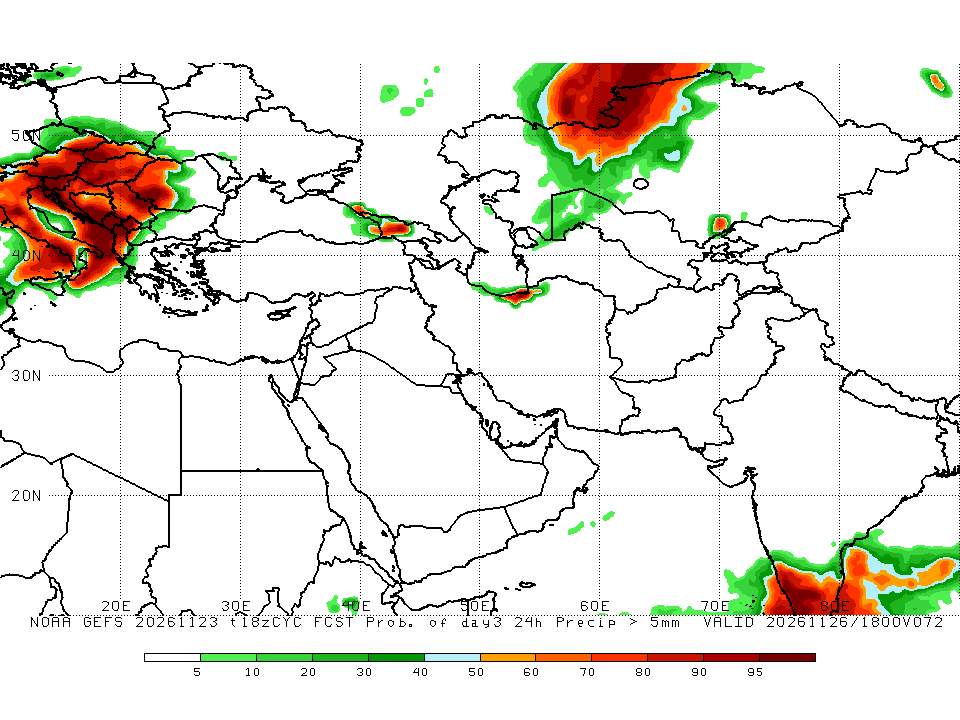 50N
40N
30N
20N
20E 30E 40E 50E 60E 70E 80E
NOAA GEFS 20261123 t18zCYC FCST Prob. of day3 24h Precip > 5mm VALID 20261126/1800V072
5 10 20 30 40 50 60 70 80 90 95